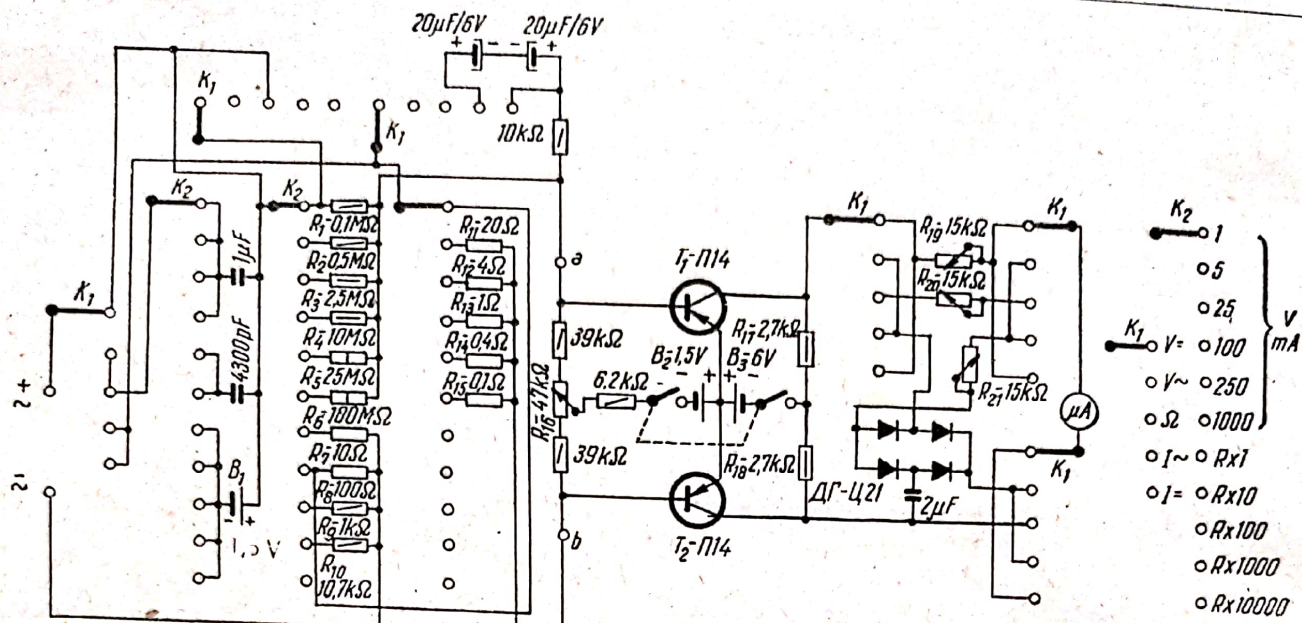 20µF/6V 20µF/6V
+ - - +
K₁
K₁
10kΩ
K₂
K₂
R₁-0,1MΩ
R₂-0,5MΩ
R₃-2,5MΩ
R₄-10MΩ
R₅-25MΩ
R₆-100MΩ
R₇-10Ω
R₈-100Ω
R₉-1kΩ
R₁₀
10,7kΩ
1µF
4300pF
B₁
- +
1,5V
K₁
~+
~-
R₁₁-20Ω
R₁₂-4Ω
R₁₃-1Ω
R₁₄-0,4Ω
R₁₅-0,1Ω
a
39kΩ
R₁₆-47kΩ
39kΩ
b
6,2kΩ
T₁-П14
B₂-1,5V
- +
B₃-6V
+ -
T₂-П14
R₁₇-2,7kΩ
R₁₈-2,7kΩ
K₁
R₁₉-15kΩ
R₂₀-15kΩ
R₂₁-15kΩ
K₁
µA
K₁
ДГ-Ц21
2µF
K₂
1
5
25
100
250
1000
V
mA
Rx1
Rx10
Rx100
Rx1000
Rx10000
K₁
V=
V~
Ω
I~
I=